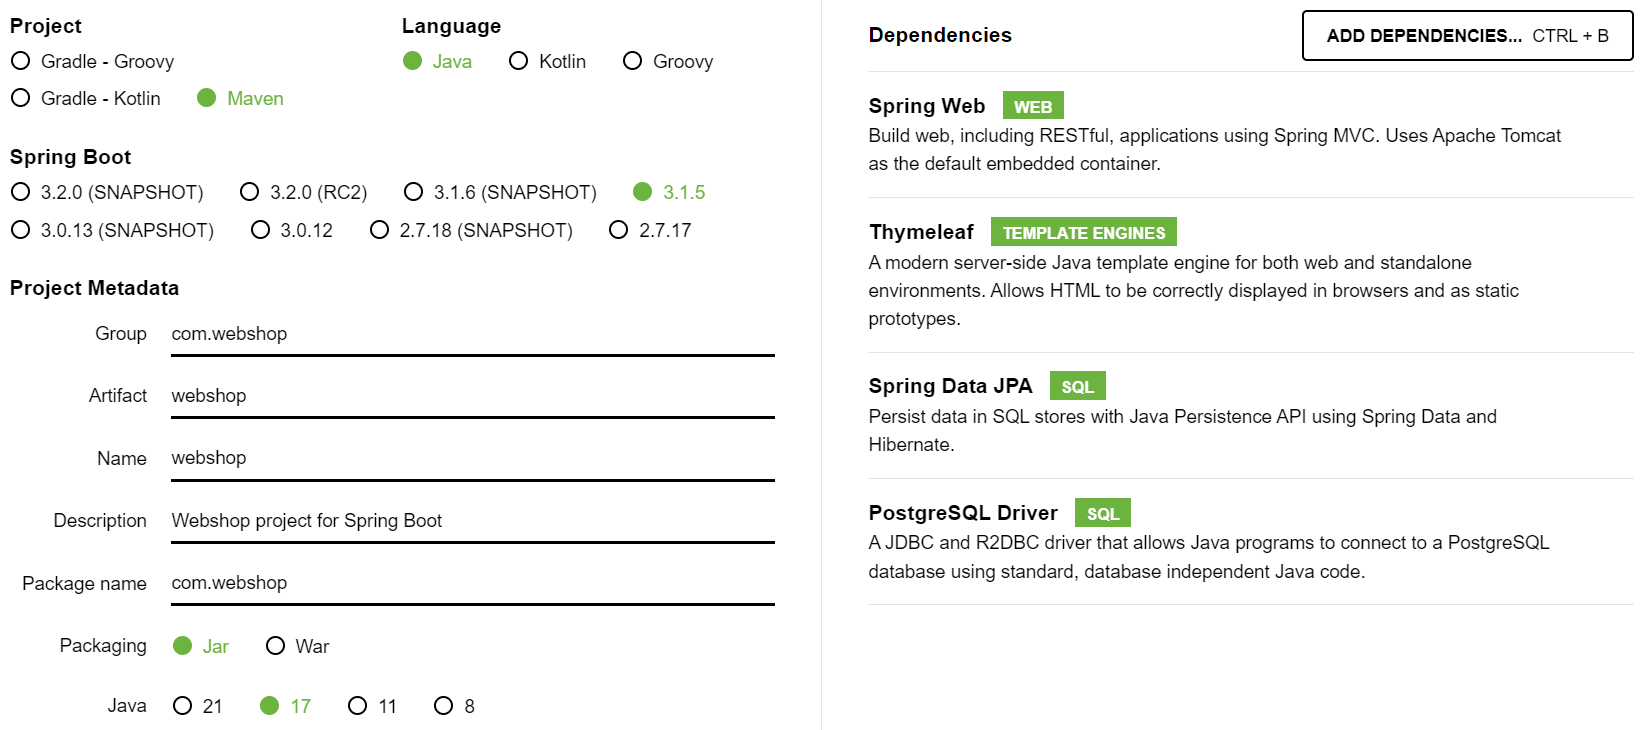 Project
Gradle - Groovy
Gradle - Kotlin Maven
Language
Java Kotlin Groovy
Spring Boot
3.2.0 (SNAPSHOT) 3.2.0 (RC2) 3.1.6 (SNAPSHOT) 3.1.5
3.0.13 (SNAPSHOT) 3.0.12 2.7.18 (SNAPSHOT) 2.7.17
Project Metadata
Group com.webshop
Artifact webshop
Name webshop
Description Webshop project for Spring Boot
Package name com.webshop
Packaging Jar War
Java 21 17 11 8
Dependencies ADD DEPENDENCIES... CTRL + B
Spring Web WEB
Build web, including RESTful, applications using Spring MVC. Uses Apache Tomcat
as the default embedded container.
Thymeleaf TEMPLATE ENGINES
A modern server-side Java template engine for both web and standalone
environments. Allows HTML to be correctly displayed in browsers and as static
prototypes.
Spring Data JPA SQL
Persist data in SQL stores with Java Persistence API using Spring Data and
Hibernate.
PostgreSQL Driver SQL
A JDBC and R2DBC driver that allows Java programs to connect to a PostgreSQL
database using standard, database independent Java code.